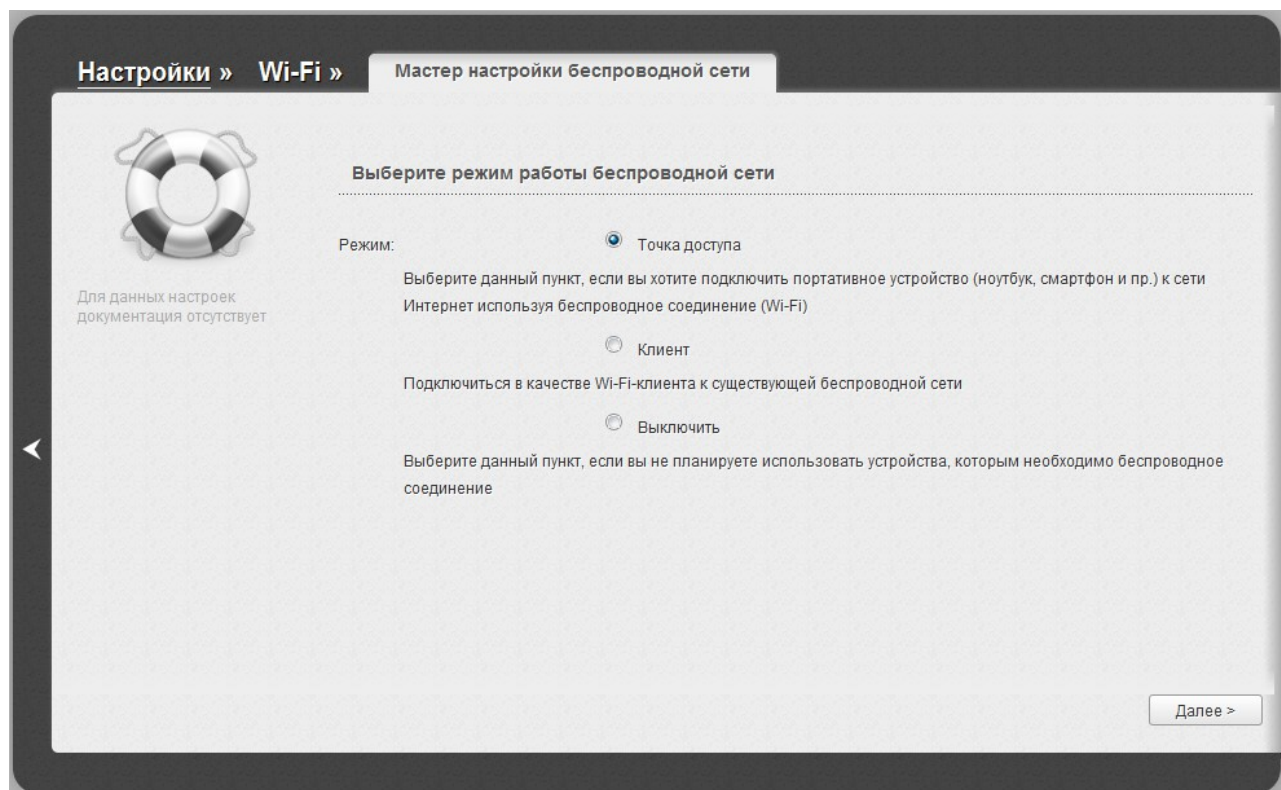 Настройки » Wi-Fi » Мастер настройки беспроводной сети
Для данных настроек
документация отсутствует
Выберите режим работы беспроводной сети
Режим: Точка доступа
Выберите данный пункт, если вы хотите подключить портативное устройство (ноутбук, смартфон и пр.) к сети
Интернет используя беспроводное соединение (Wi-Fi)
Клиент
Подключиться в качестве Wi-Fi-клиента к существующей беспроводной сети
Выключить
Выберите данный пункт, если вы не планируете использовать устройства, которым необходимо беспроводное
соединение
Далее >